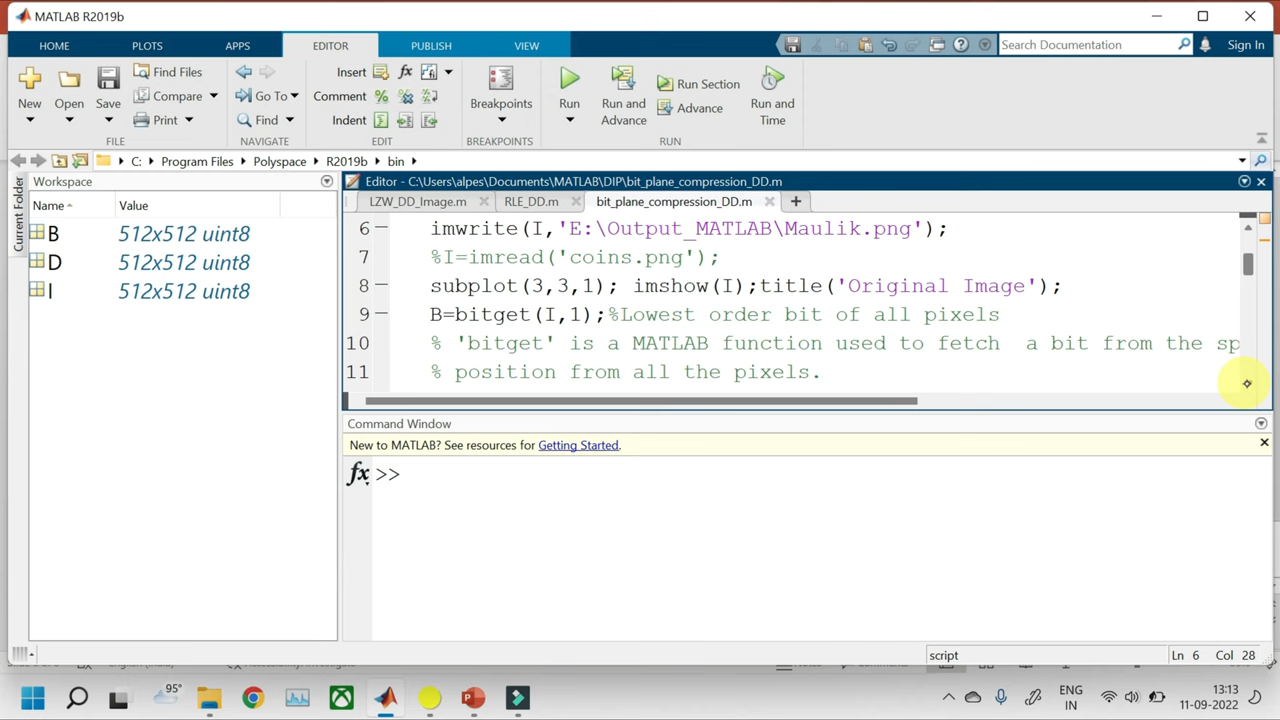 MATLAB R2019b
HOME PLOTS APPS EDITOR PUBLISH VIEW Search Documentation Sign In
New Open Save Find Files Compare Print
Go To Find
Insert fx
Comment
Indent
Breakpoints Run Run and Advance Run Section Advance Run and Time
FILE NAVIGATE EDIT BREAKPOINTS RUN
C: Program Files Polyspace R2019b bin
Current Folder
Workspace
Name Value
B 512x512 uint8
D 512x512 uint8
I 512x512 uint8
Editor - C:\Users\alpes\Documents\MATLAB\DIP\bit_plane_compression_DD.m
LZW_DD_Image.m RLE_DD.m bit_plane_compression_DD.m
6 imwrite(I,'E:\Output_MATLAB\Maulik.png');
7 %I=imread('coins.png');
8 subplot(3,3,1); imshow(I);title('Original Image');
9 B=bitget(I,1);%Lowest order bit of all pixels
10 % 'bitget' is a MATLAB function used to fetch a bit from the sp
11 % position from all the pixels.
Command Window
New to MATLAB? See resources for Getting Started.
fx >>
script Ln 6 Col 28
95°
ENG
IN
13:13
11-09-2022